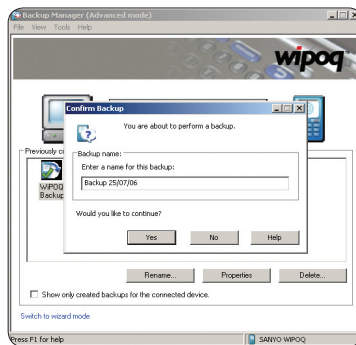 Backup Manager (Advanced mode)
File View Tools Help
wipoq
Confirm Backup
You are about to perform a backup.
Backup name:
Enter a name for this backup:
Backup 25/07/06
Would you like to continue?
Yes No Help
Previously
WiPOQ
Backup
Rename... Properties Delete...
Show only created backups for the connected device.
Switch to wizard mode
Press F1 for help
SANYO WIPOQ